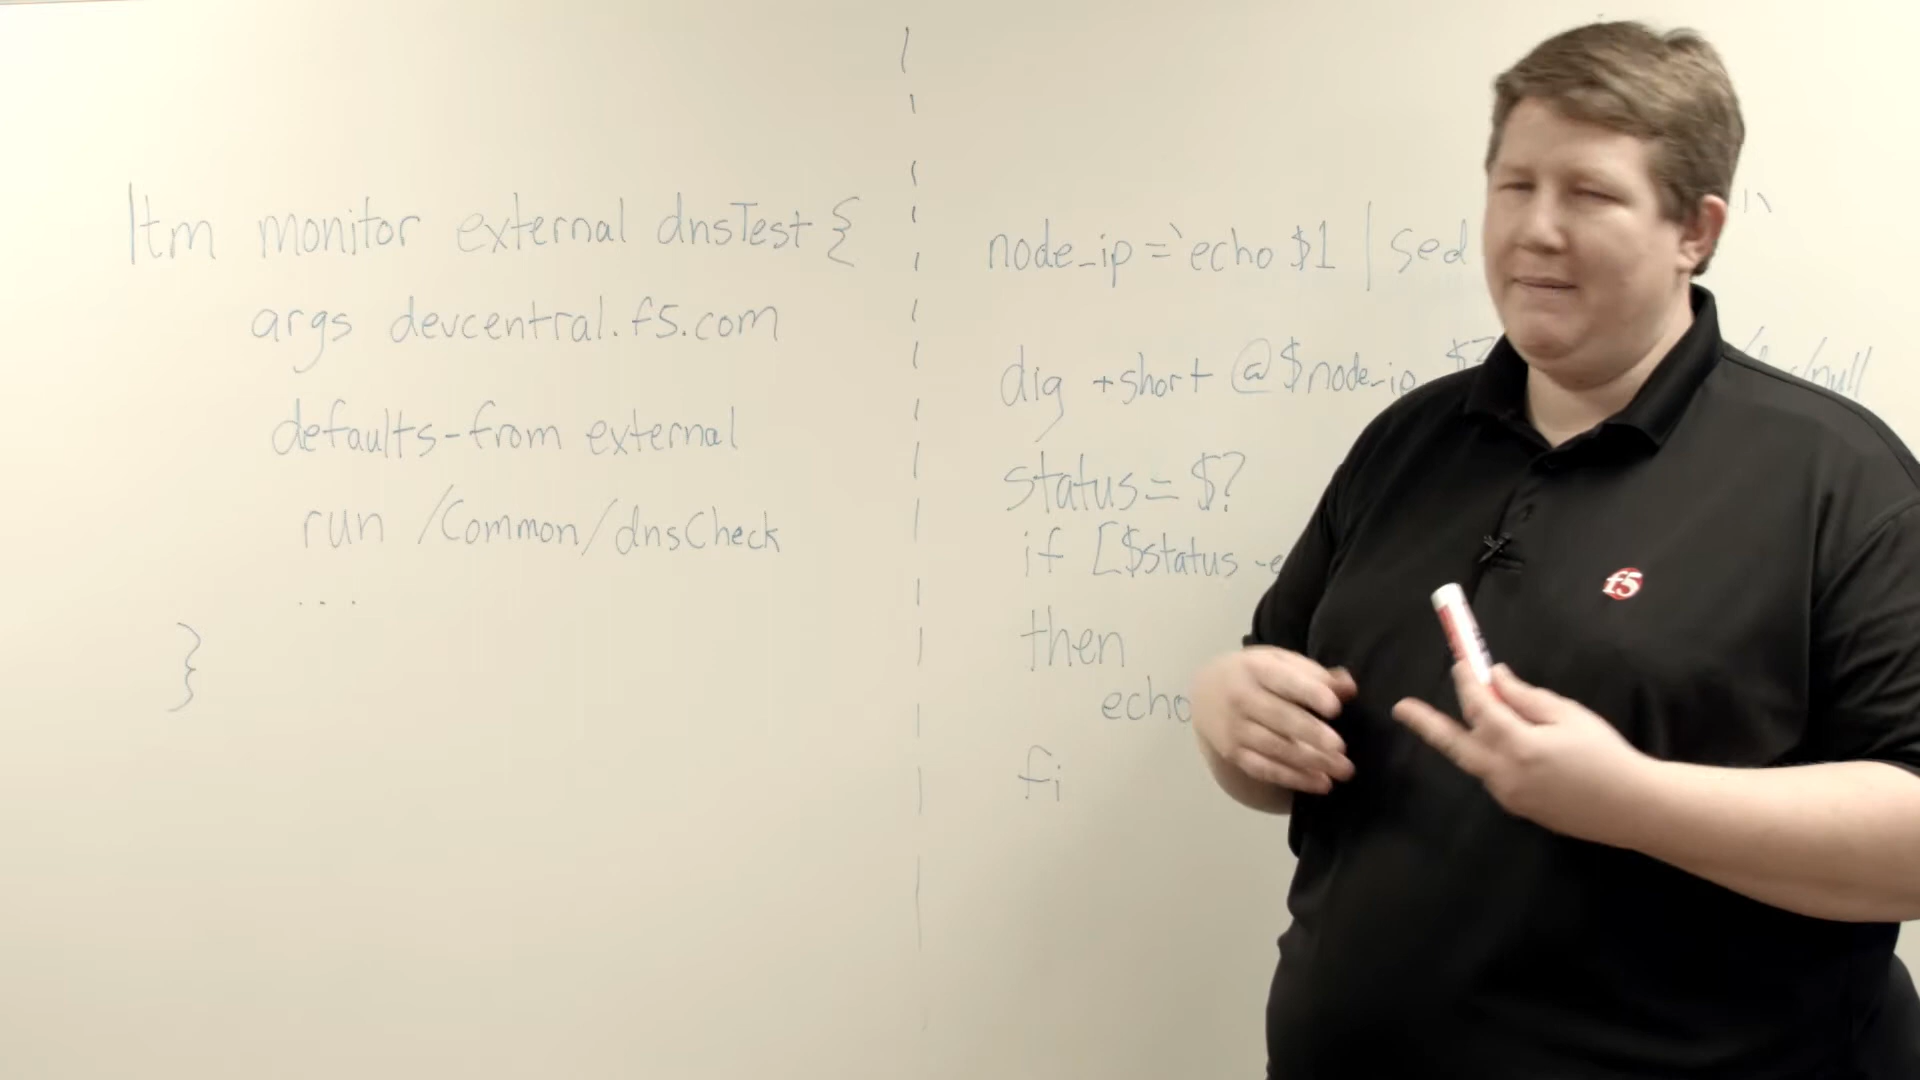 ltm monitor external dnsTest {
args devcentral.f5.com
defaults-from external
run /Common/dnsCheck
...
}
node_ip=`echo $1 | sed
dig +short @$node_ip
status=$?
if [$status
then
echo
fi
f5